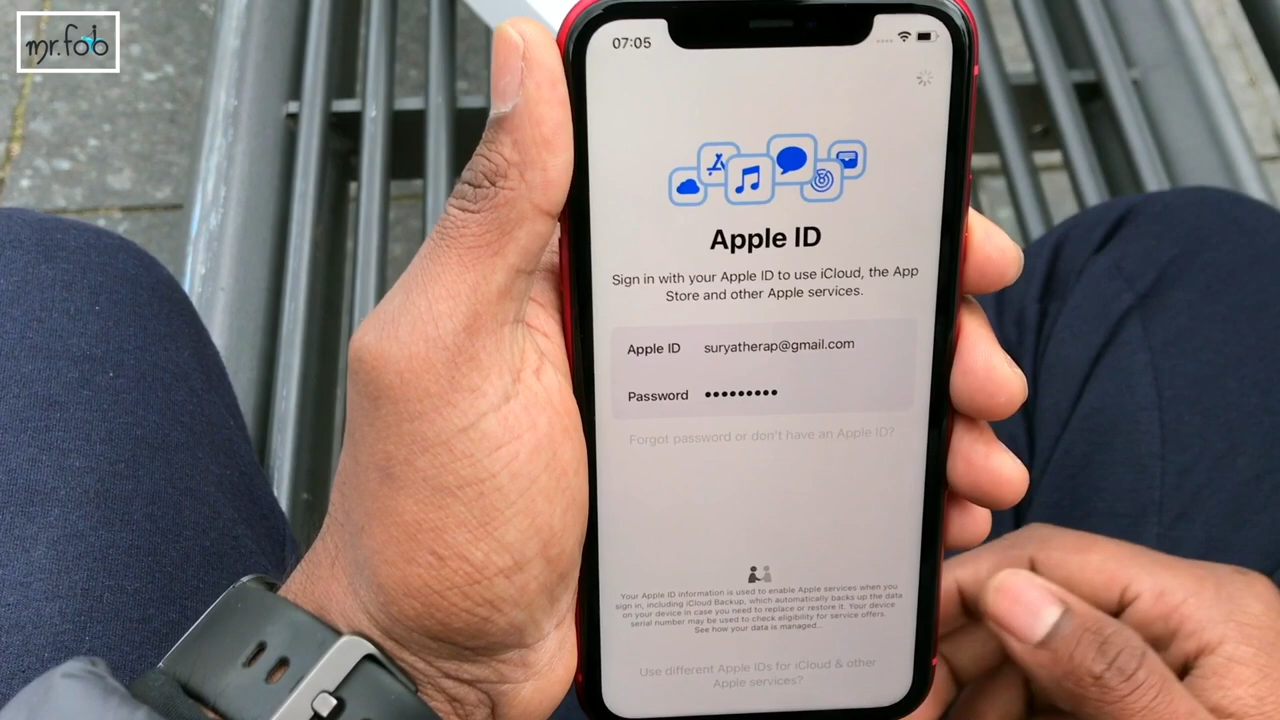 mr.fob
07:05
Apple ID
Sign in with your Apple ID to use iCloud, the App
Store and other Apple services.
Apple ID suryatherap@gmail.com
Password •••••••••
Forgot password or don't have an Apple ID?
Your Apple ID information is used to enable Apple services when you
sign in, including iCloud Backup, which automatically backs up the data
on your device in case you need to replace or restore it. Your device
serial number may be used to check eligibility for service offers.
See how your data is managed...
Use different Apple IDs for iCloud & other
Apple services?